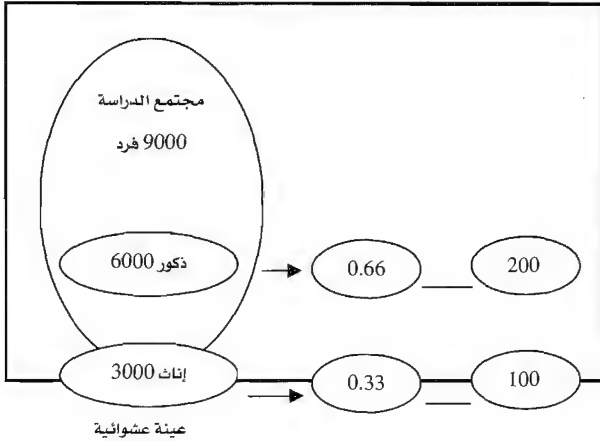 مجتمع الدراسة
9000 فرد
ذكور 6000
0.66
200
إناث 3000
0.33
100
عينة عشوائية